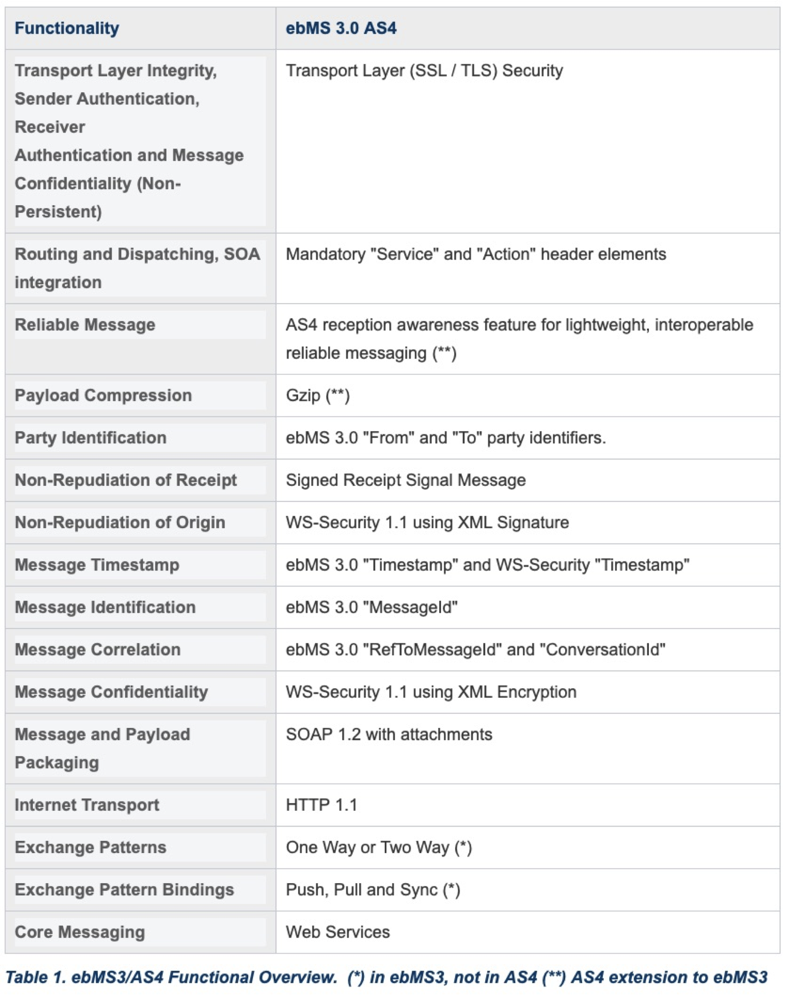 Functionality
ebMS 3.0 AS4
Transport Layer Integrity,
Sender Authentication,
Receiver
Authentication and Message
Confidentiality (Non-
Persistent)
Transport Layer (SSL / TLS) Security
Routing and Dispatching, SOA
integration
Mandatory "Service" and "Action" header elements
Reliable Message
AS4 reception awareness feature for lightweight, interoperable
reliable messaging (**)
Payload Compression
Gzip (**)
Party Identification
ebMS 3.0 "From" and "To" party identifiers.
Non-Repudiation of Receipt
Signed Receipt Signal Message
Non-Repudiation of Origin
WS-Security 1.1 using XML Signature
Message Timestamp
ebMS 3.0 "Timestamp" and WS-Security "Timestamp"
Message Identification
ebMS 3.0 "MessageId"
Message Correlation
ebMS 3.0 "RefToMessageId" and "ConversationId"
Message Confidentiality
WS-Security 1.1 using XML Encryption
Message and Payload
Packaging
SOAP 1.2 with attachments
Internet Transport
HTTP 1.1
Exchange Patterns
One Way or Two Way (*)
Exchange Pattern Bindings
Push, Pull and Sync (*)
Core Messaging
Web Services
Table 1. ebMS3/AS4 Functional Overview.  (*) in ebMS3, not in AS4 (**) AS4 extension to ebMS3